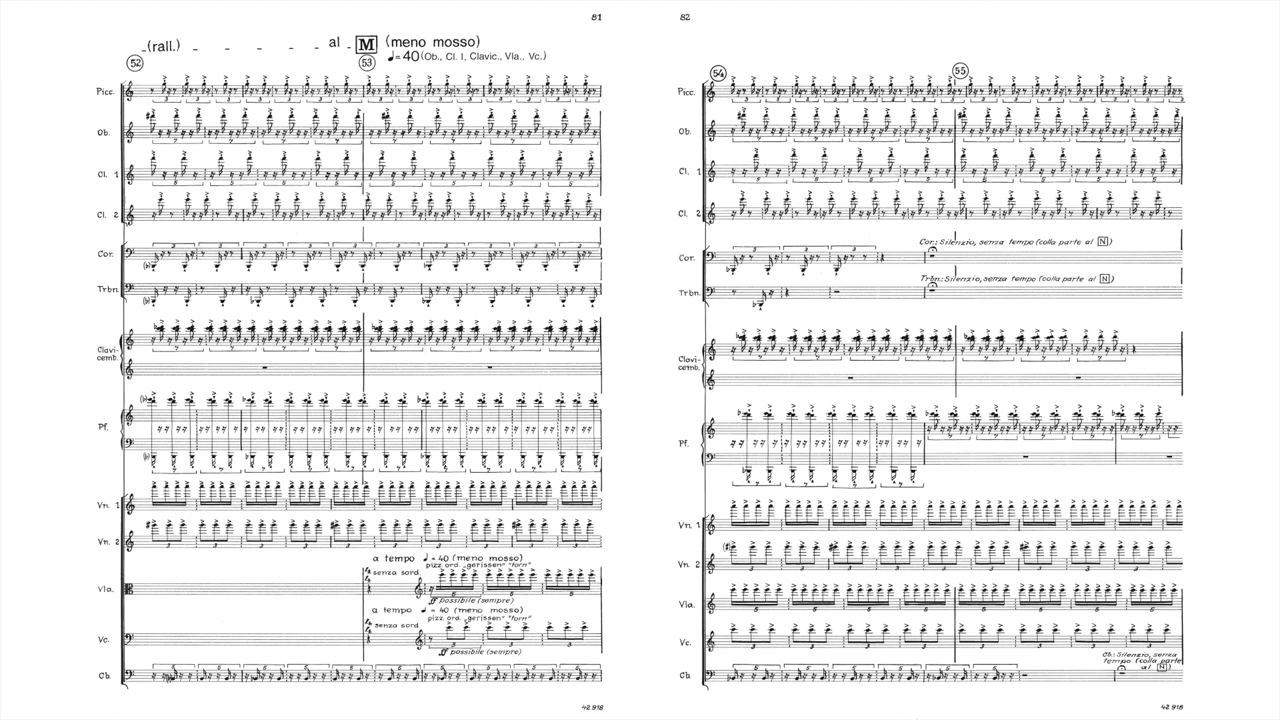 81
(rall.) al M (meno mosso)
♩=40 (Ob., Cl. I, Clavic., Vla., Vc.)
52
53
Picc.
Ob.
Cl. 1
Cl. 2
Cor.
Trbn.
Clavi-
cemb.
Pf.
Vn. 1
Vn. 2
a tempo ♩=40 (meno mosso)
pizz. ord. „gerissen" "torn"
senza sord.
Vla.
ff possibile (sempre)
a tempo ♩=40 (meno mosso)
pizz. ord. „gerissen" "torn"
senza sord.
Vc.
ff possibile (sempre)
Cb.
42 918
82
54
55
Picc.
Ob.
Cl. 1
Cl. 2
Cor.: Silenzio, senza tempo (colla parte al N)
Cor.
Trbn.: Silenzio, senza tempo (colla parte al N)
Trbn.
Clavi-
cemb.
Pf.
Vn. 1
Vn. 2
Vla.
Vc.
Cb.: Silenzio, senza
tempo (colla parte
al N)
Cb.
42 918